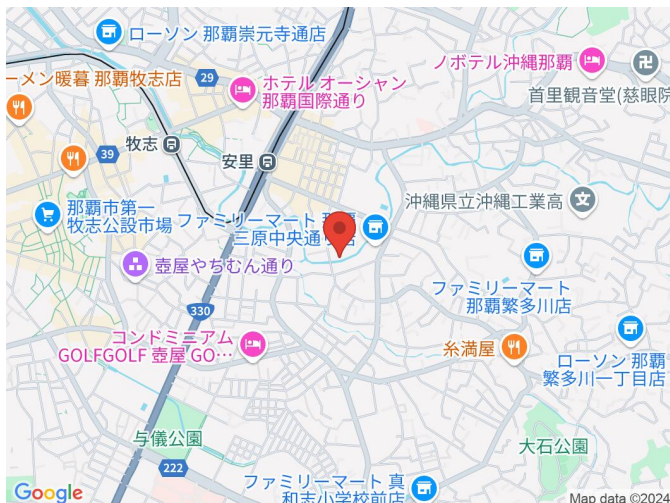 ローソン 那覇崇元寺通店
ノボテル沖縄那覇
ーメン暖暮 那覇牧志店
29
ホテル オーシャン
那覇国際通り
首里観音堂(慈眼院
牧志
39
安里
沖縄県立沖縄工業高
那覇市第一
牧志公設市場
ファミリーマート 那覇
三原中央通
店
壺屋やちむん通り
ファミリーマート
那覇繁多川店
330
コンドミニアム
GOLFGOLF 壺屋 GO…
糸満屋
ローソン 那覇
繁多川一丁目店
与儀公園
大石公園
222
ファミリーマート 真
和志小学校前店
Google
Map data ©2024